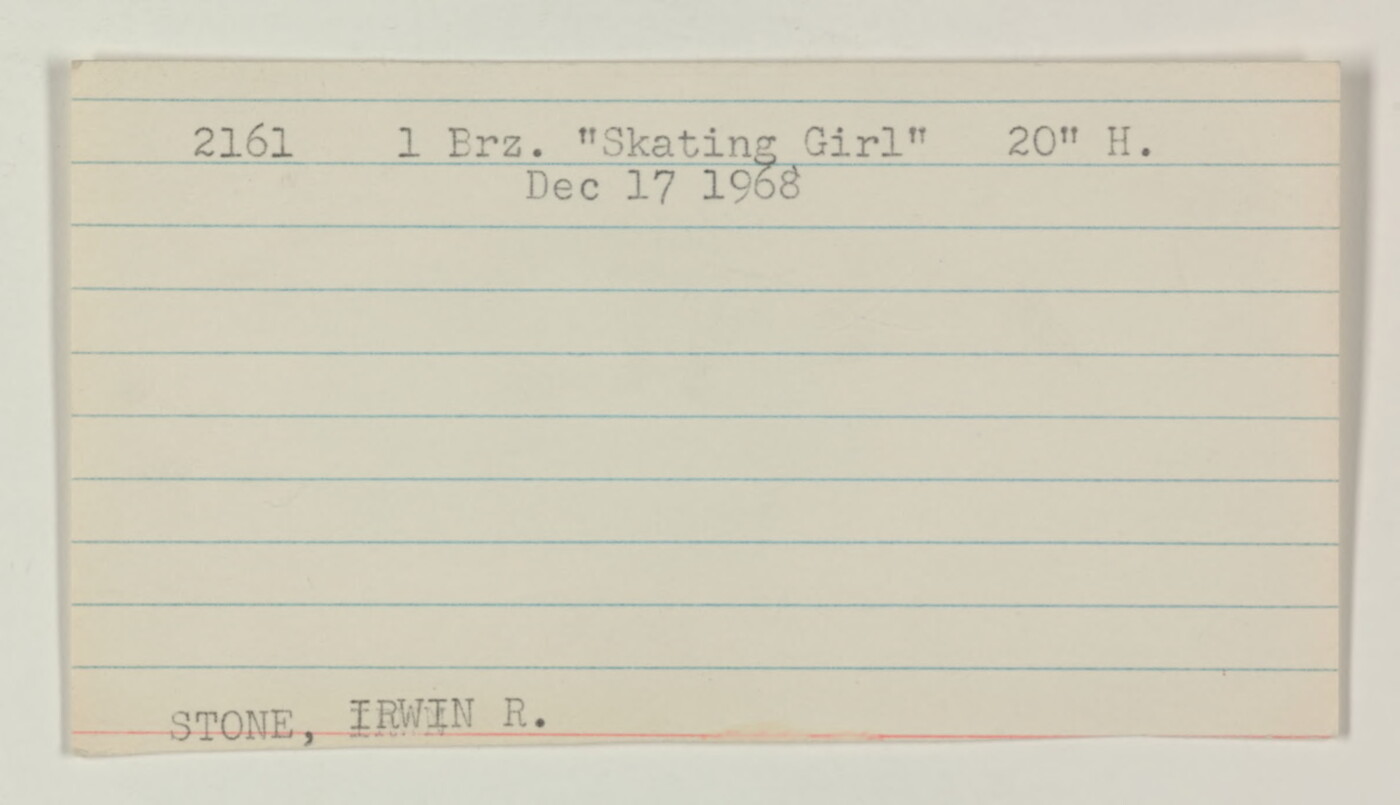 2161 1 Brz. "Skating Girl" 20" H.
Dec 17 1968
STONE, IRWIN R.